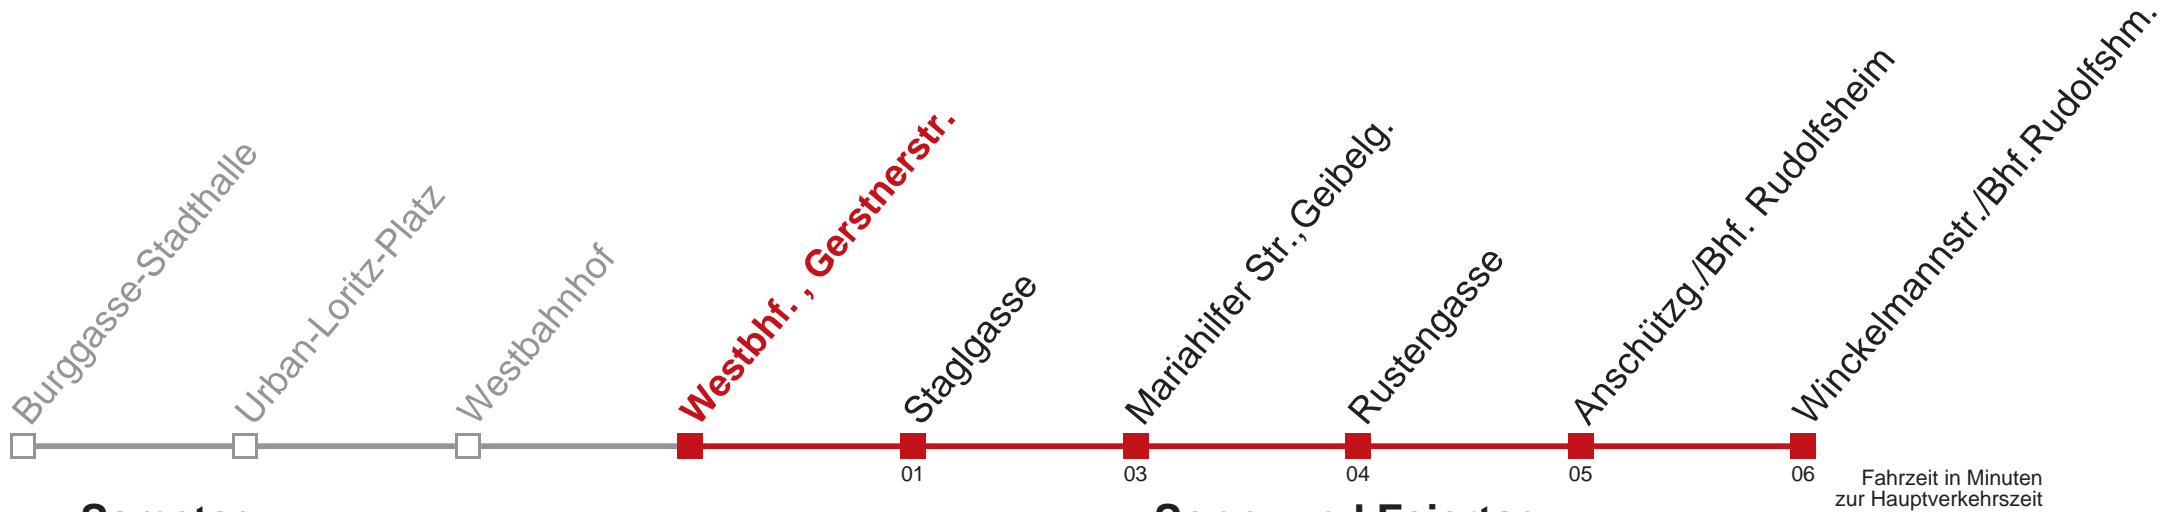 Burggasse-Stadthalle
Urban-Loritz-Platz
Westbahnhof
Westbhf. , Gerstnerstr.
Staglgasse
Mariahilfer Str.,Geibelg.
Rustengasse
Anschützg./Bhf. Rudolfsheim
Winckelmannstr./Bhf.Rudolfshm.
01 03 04 05 06
Fahrzeit in Minuten
zur Hauptverkehrszeit